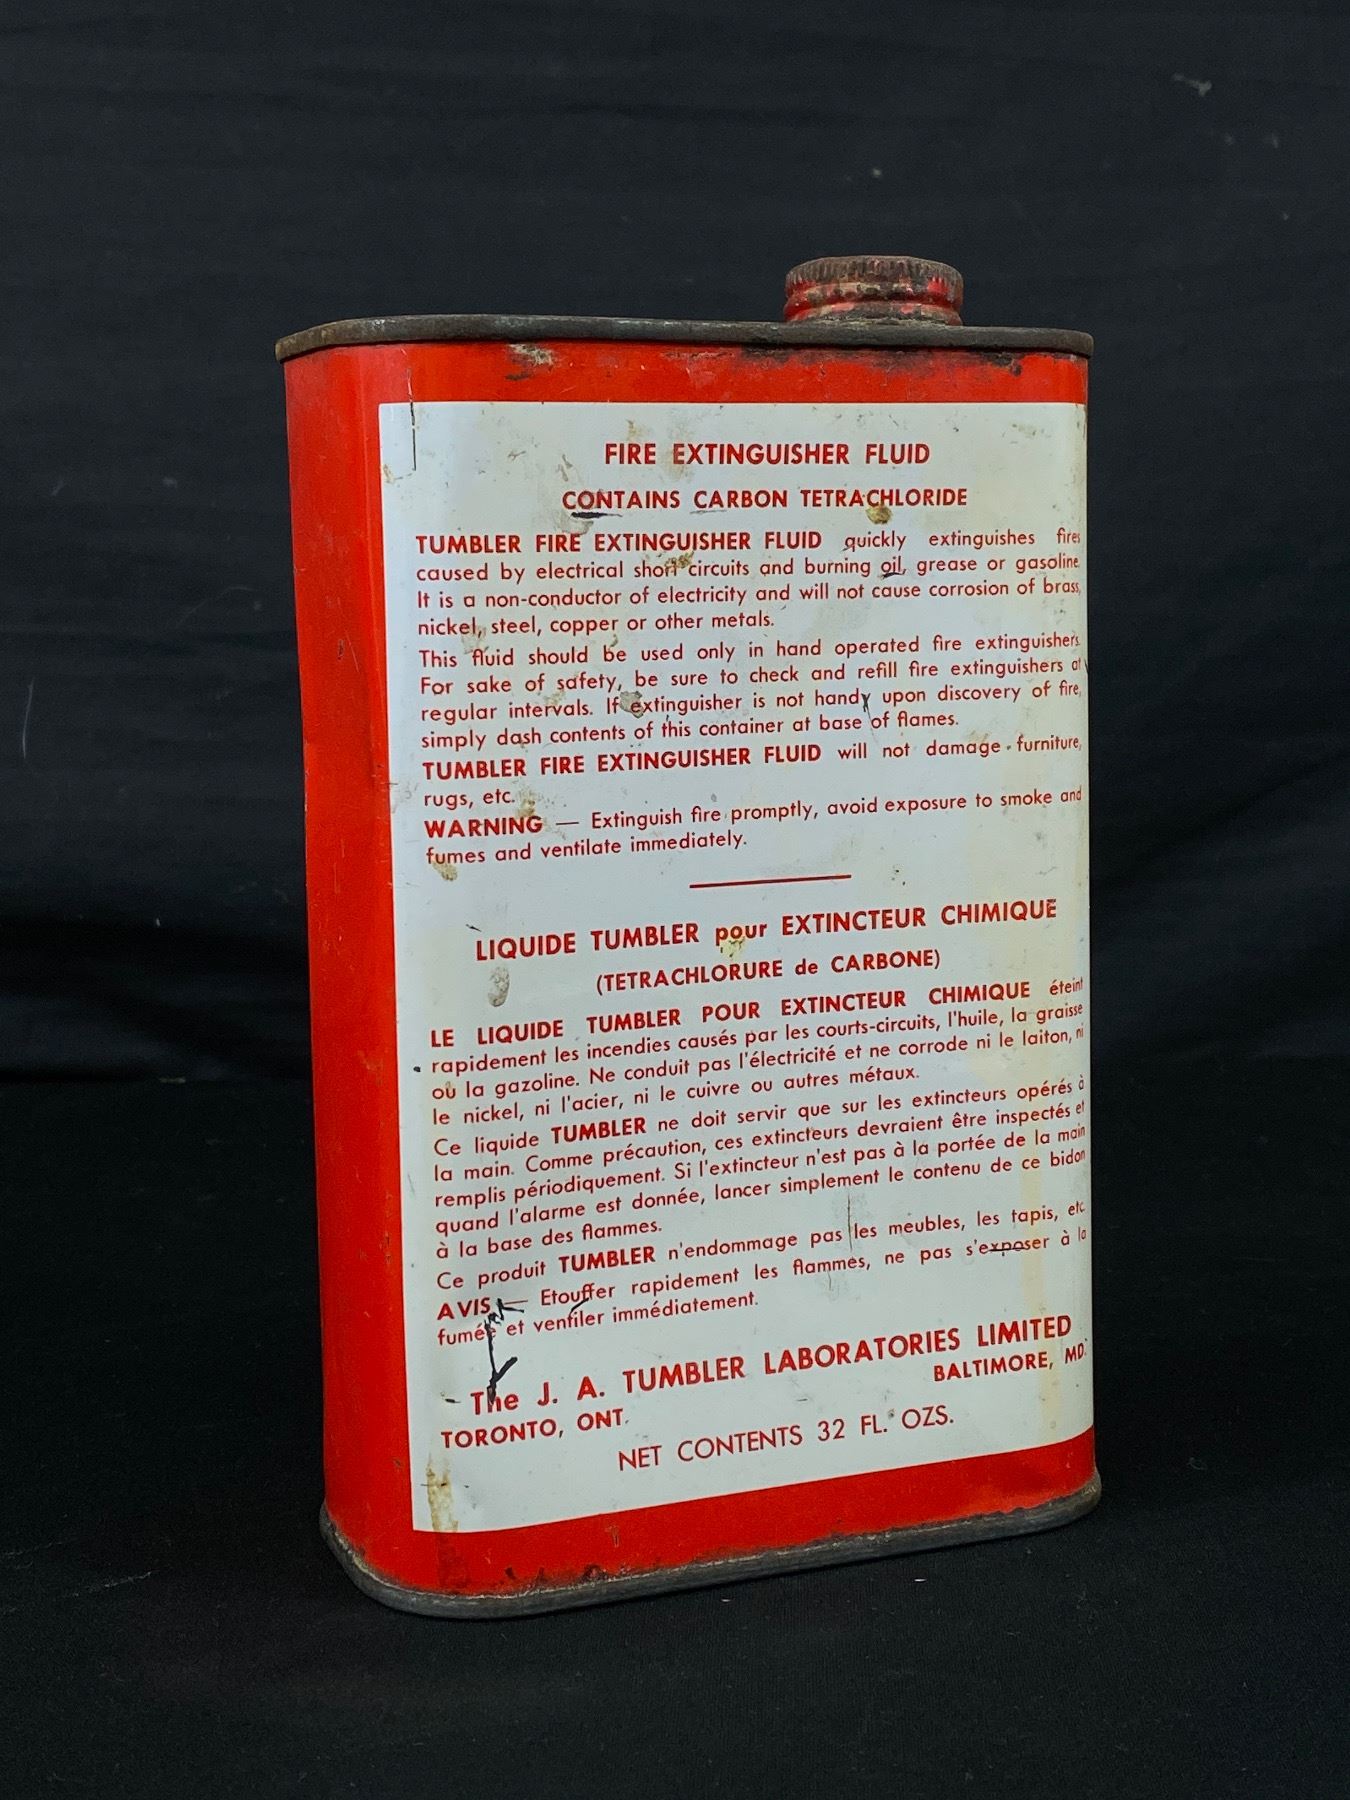 FIRE EXTINGUISHER FLUID
CONTAINS CARBON TETRACHLORIDE
TUMBLER FIRE EXTINGUISHER FLUID quickly extinguishes fires
caused by electrical short circuits and burning oil, grease or gasoline.
It is a non-conductor of electricity and will not cause corrosion of brass,
nickel, steel, copper or other metals.
This fluid should be used only in hand operated fire extinguishers.
For sake of safety, be sure to check and refill fire extinguishers at
regular intervals. If extinguisher is not handy upon discovery of fire,
simply dash contents of this container at base of flames.
TUMBLER FIRE EXTINGUISHER FLUID will not damage furniture,
rugs, etc.
WARNING — Extinguish fire promptly, avoid exposure to smoke and
fumes and ventilate immediately.
LIQUIDE TUMBLER pour EXTINCTEUR CHIMIQUE
(TETRACHLORURE de CARBONE)
LE LIQUIDE TUMBLER POUR EXTINCTEUR CHIMIQUE éteint
rapidement les incendies causés par les courts-circuits, l'huile, la graisse
où la gazoline. Ne conduit pas l'électricité et ne corrode ni le laiton, ni
le nickel, ni l'acier, ni le cuivre ou autres métaux.
Ce liquide TUMBLER ne doit servir que sur les extincteurs opérés à
la main. Comme précaution, ces extincteurs devraient être inspectés et
remplis périodiquement. Si l'extincteur n'est pas à la portée de la main
quand l'alarme est donnée, lancer simplement le contenu de ce bidon
à la base des flammes.
Ce produit TUMBLER n'endommage pas les meubles, les tapis, etc.
AVIS — Etouffer rapidement les flammes, ne pas s'exposer à la
fumée et ventiler immédiatement.
The J. A. TUMBLER LABORATORIES LIMITED
TORONTO, ONT. BALTIMORE, MD.
NET CONTENTS 32 FL. OZS.